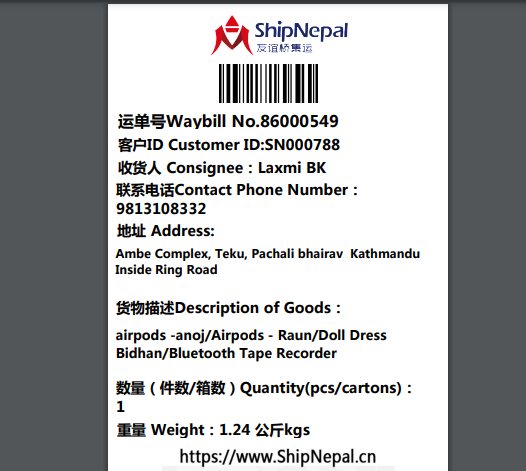 ShipNepal
友谊桥集运
运单号Waybill No.86000549
客户ID Customer ID:SN000788
收货人 Consignee：Laxmi BK
联系电话Contact Phone Number：
9813108332
地址 Address:
Ambe Complex, Teku, Pachali bhairav  Kathmandu
Inside Ring Road
货物描述Description of Goods：
airpods -anoj/Airpods - Raun/Doll Dress
Bidhan/Bluetooth Tape Recorder
数量（件数/箱数）Quantity(pcs/cartons)：
1
重量 Weight：1.24 公斤kgs
https://www.ShipNepal.cn